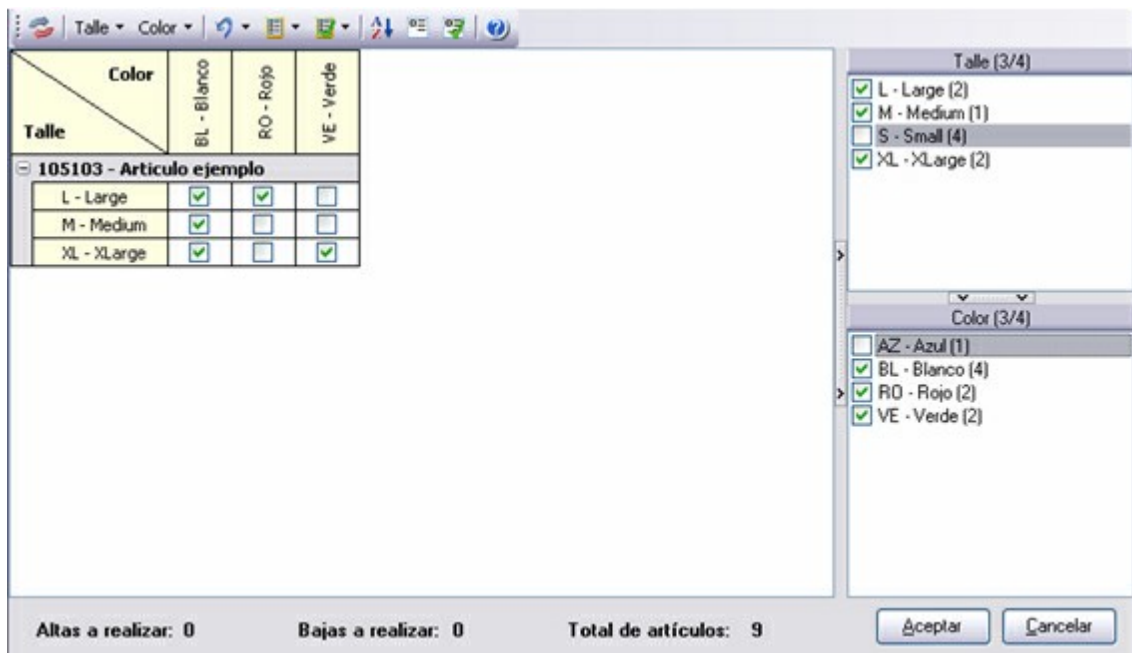 Talle Color
Color
Talle
BL - Blanco
RO - Rojo
VE - Verde
105103 - Articulo ejemplo
L - Large
M - Medium
XL - XLarge
Talle (3/4)
L - Large (2)
M - Medium (1)
S - Small (4)
XL - XLarge (2)
Color (3/4)
AZ - Azul (1)
BL - Blanco (4)
RO - Rojo (2)
VE - Verde (2)
Altas a realizar: 0 Bajas a realizar: 0 Total de artículos: 9
Aceptar Cancelar